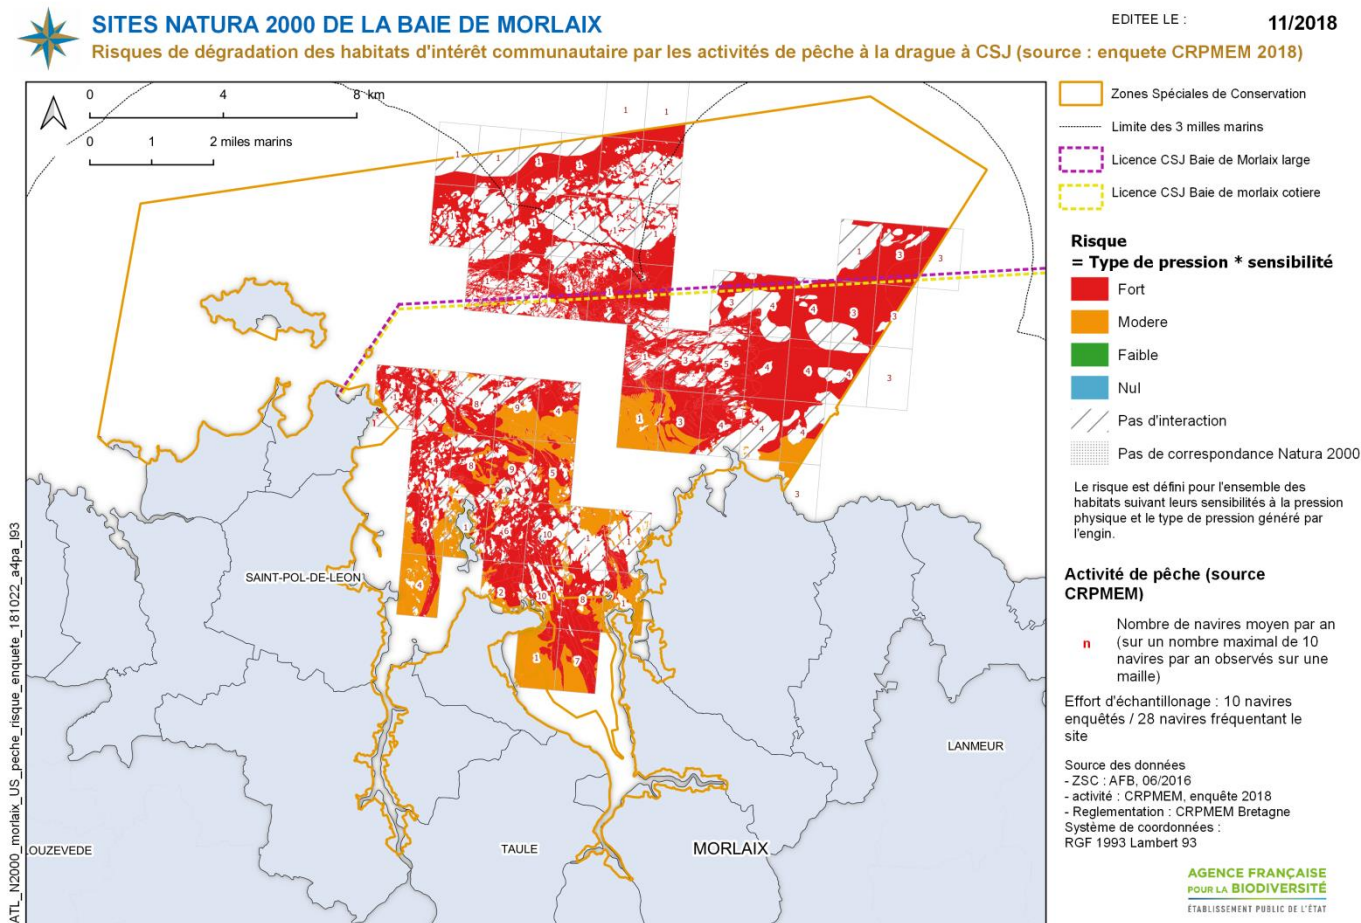 SITES NATURA 2000 DE LA BAIE DE MORLAIX
EDITEE LE :
11/2018
Risques de dégradation des habitats d'intérêt communautaire par les activités de pêche à la drague à CSJ (source : enquete CRPMEM 2018)
0 4 8 km
0 1 2 miles marins
SAINT-POL-DE-LEON
LANMEUR
OUZEVEDE
TAULE
MORLAIX
ATL_N2000_morlaix_US_peche_risque_enquete_181022_a4pa_l93
Zones Spéciales de Conservation
Limite des 3 milles marins
Licence CSJ Baie de Morlaix large
Licence CSJ Baie de morlaix cotiere
Risque
= Type de pression * sensibilité
Fort
Modere
Faible
Nul
Pas d'interaction
Pas de correspondance Natura 2000
Le risque est défini pour l'ensemble des
habitats suivant leurs sensibilités à la pression
physique et le type de pression généré par
l'engin.
Activité de pêche (source
CRPMEM)
n
Nombre de navires moyen par an
(sur un nombre maximal de 10
navires par an observés sur une
maille)
Effort d'échantillonage : 10 navires
enquêtés / 28 navires fréquentant le
site
Source des données
- ZSC : AFB, 06/2016
- activité : CRPMEM, enquête 2018
- Reglementation : CRPMEM Bretagne
Système de coordonnées :
RGF 1993 Lambert 93
AGENCE FRANÇAISE
POUR LA BIODIVERSITÉ
ÉTABLISSEMENT PUBLIC DE L'ÉTAT